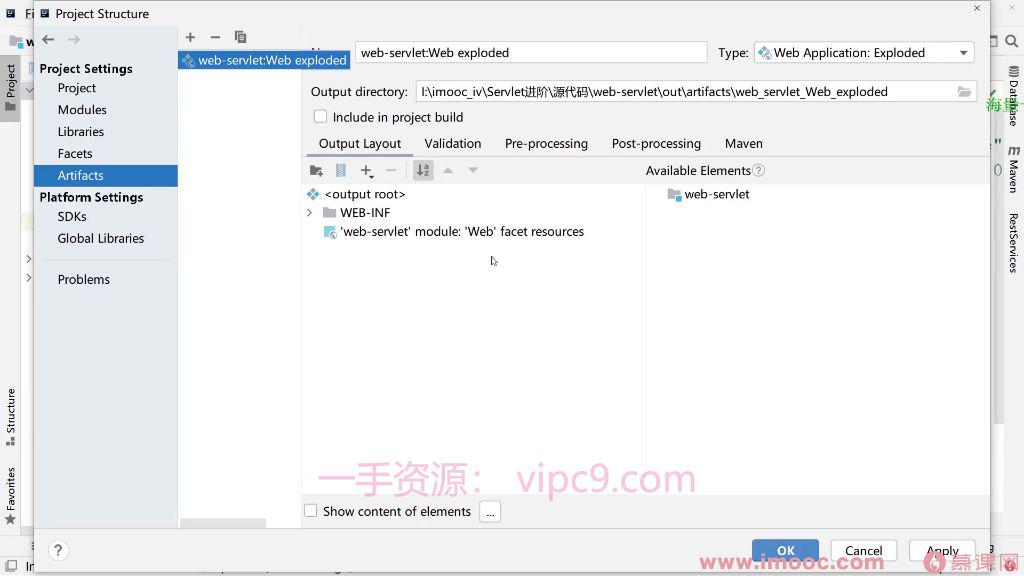 Project Structure
Project Settings
Project
Modules
Libraries
Facets
Artifacts
Platform Settings
SDKs
Global Libraries
Problems
web-servlet:Web exploded
web-servlet:Web exploded
Type: Web Application: Exploded
Output directory: I:\imooc_iv\Servlet进阶\源代码\web-servlet\out\artifacts\web_servlet_Web_exploded
Include in project build
Output Layout Validation Pre-processing Post-processing Maven
Available Elements
<output root>
WEB-INF
'web-servlet' module: 'Web' facet resources
web-servlet
一手资源： vipc9.com
Show content of elements ...
? OK Cancel Apply
www.imooc.com 慕课网
Project
Structure
Favorites
Database
海量
Maven
RestServices